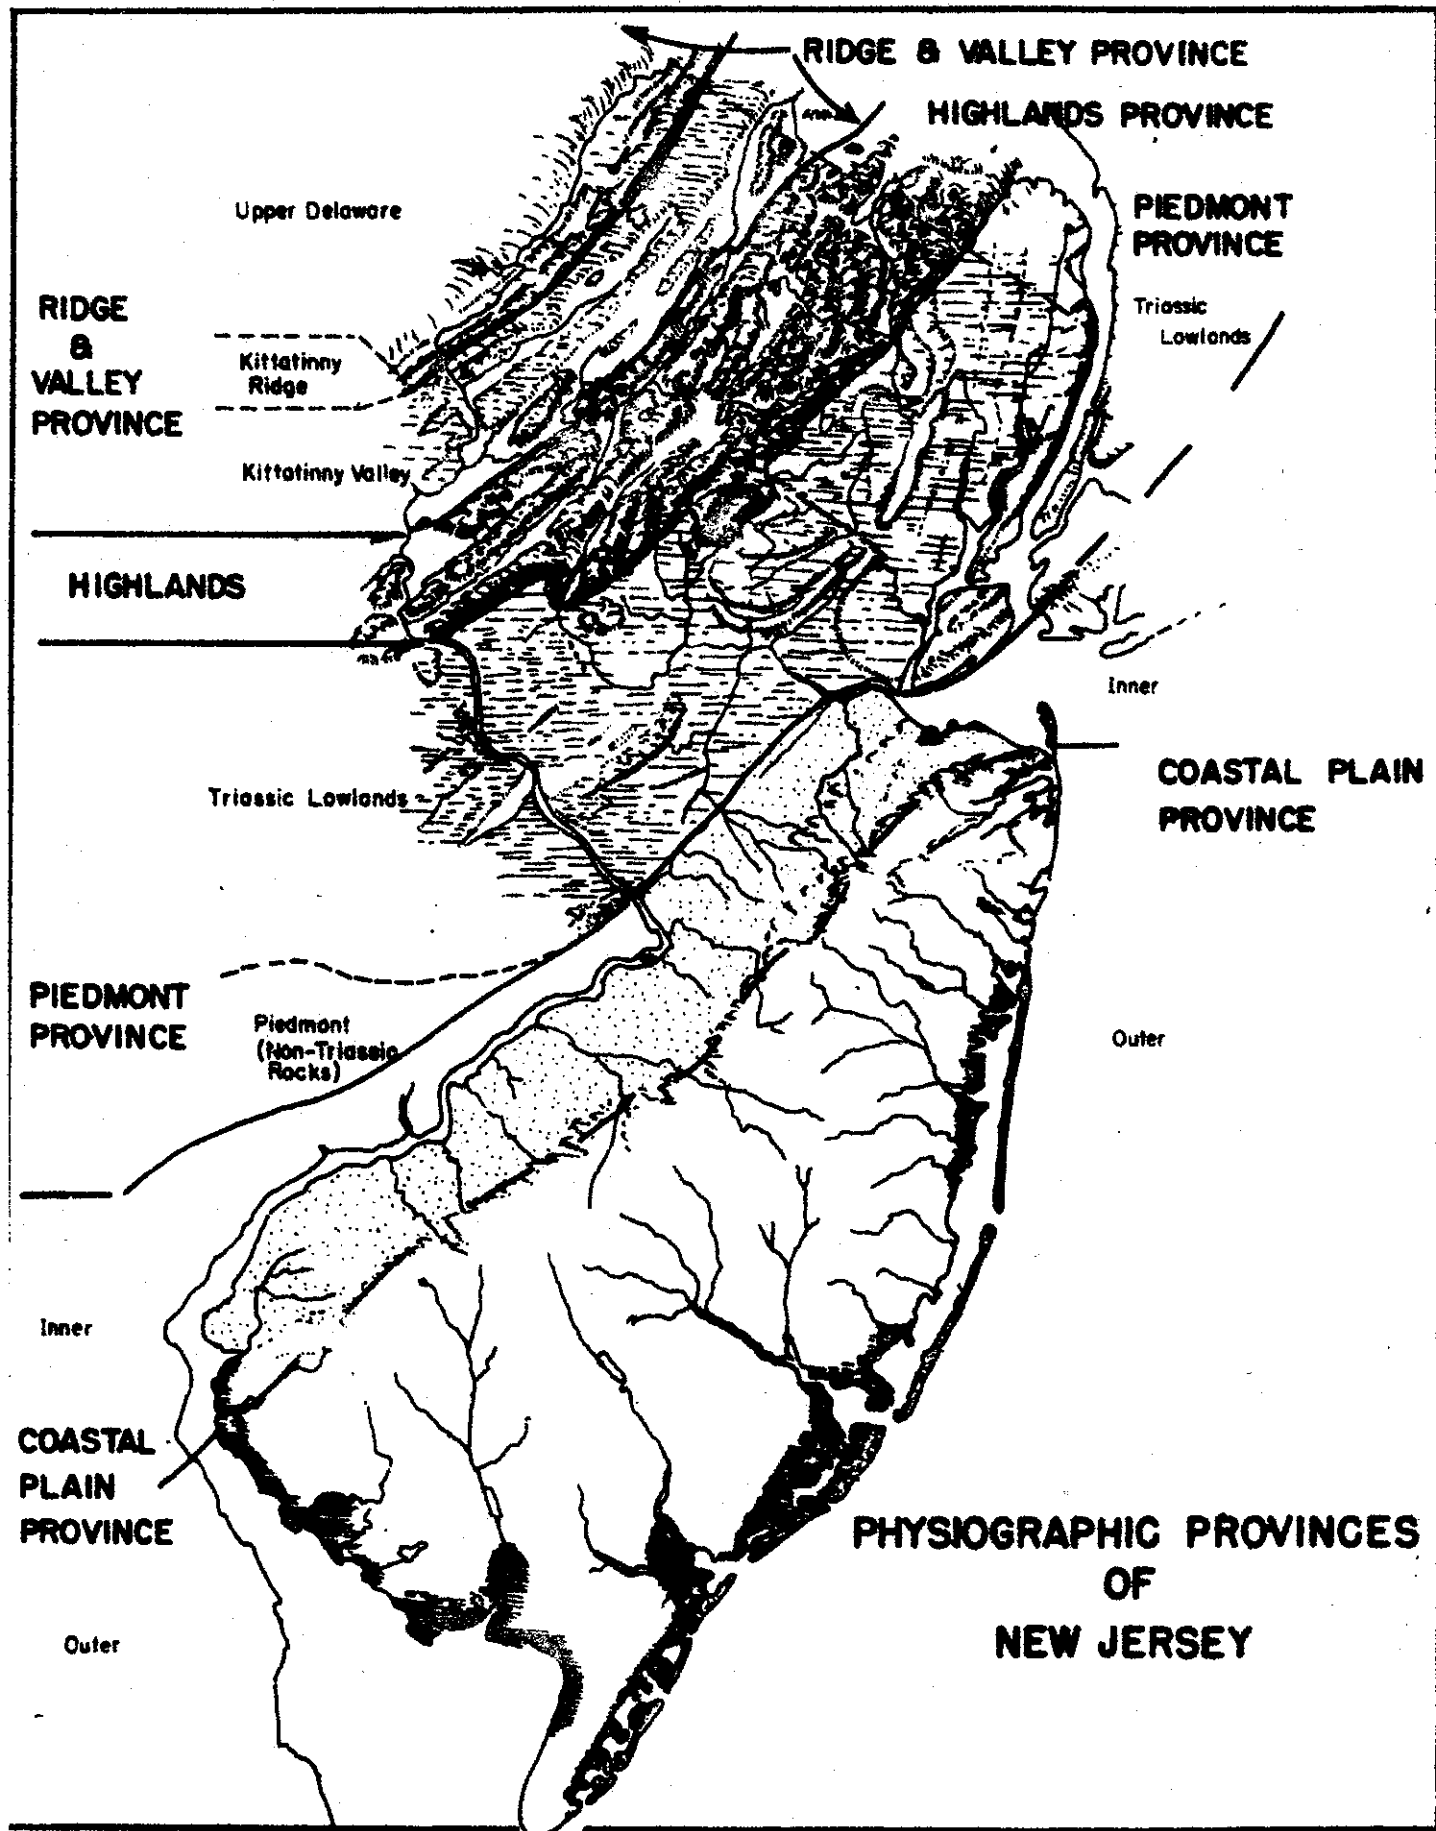 RIDGE & VALLEY PROVINCE
HIGHLANDS PROVINCE
Upper Delaware
PIEDMONT
PROVINCE
RIDGE
&
VALLEY
PROVINCE
Triassic
Lowlands
Kittatinny
Ridge
Kittatinny Valley
HIGHLANDS
Inner
COASTAL PLAIN
PROVINCE
Triassic Lowlands
PIEDMONT
PROVINCE
Piedmont
(Non-Triassic
Rocks)
Outer
Inner
COASTAL
PLAIN
PROVINCE
Outer
PHYSIOGRAPHIC PROVINCES
OF
NEW JERSEY